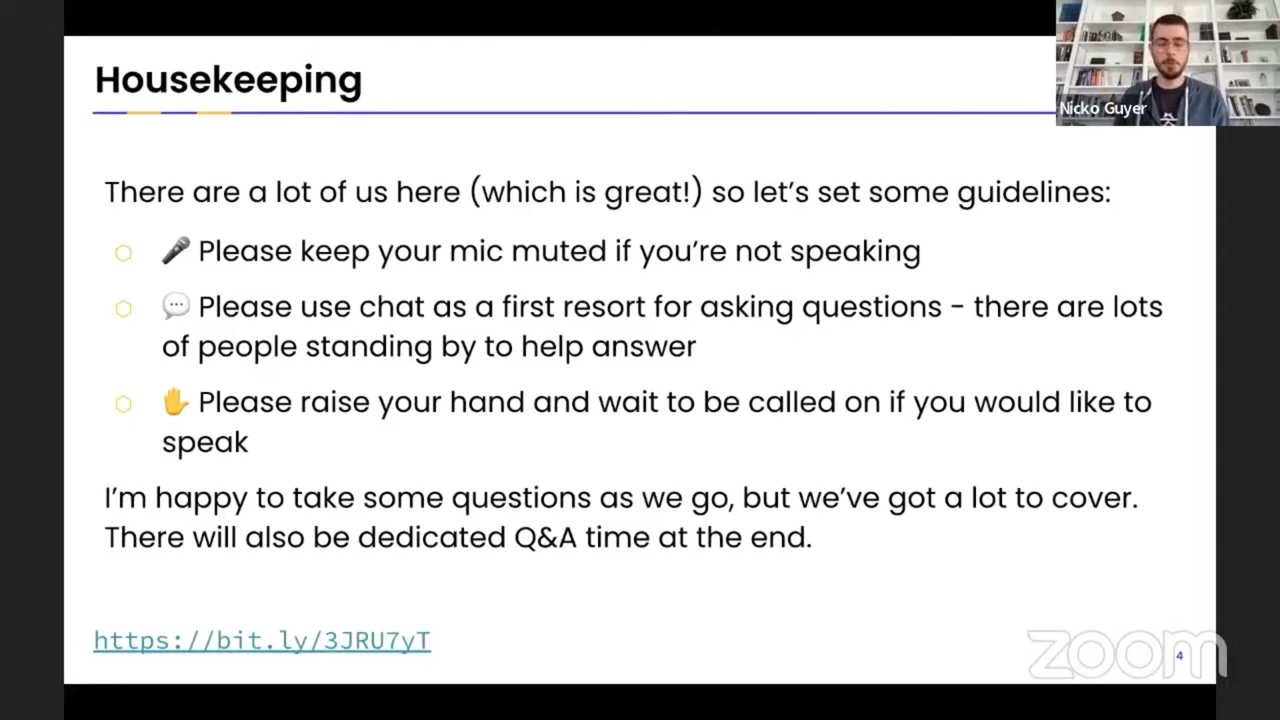 Housekeeping
Nicko Guyer
There are a lot of us here (which is great!) so let's set some guidelines:
Please keep your mic muted if you're not speaking
Please use chat as a first resort for asking questions - there are lots
of people standing by to help answer
Please raise your hand and wait to be called on if you would like to
speak
I'm happy to take some questions as we go, but we've got a lot to cover.
There will also be dedicated Q&A time at the end.
https://bit.ly/3JRU7yT
zoom
4